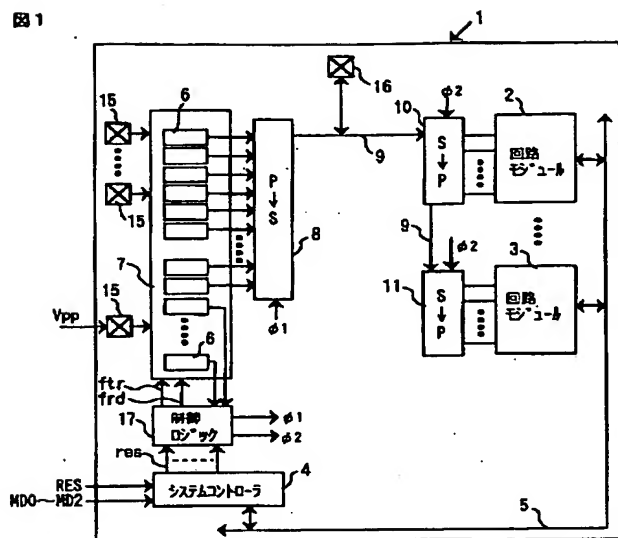 図1
1
15
6
16
φ2
10
2
S→P
回路
モジュール
9
P→S
8
15
7
9
φ2
3
11
S→P
回路
モジュール
15
Vpp
φ1
6
ftr
frd
17
制御
ロジック
φ1
φ2
res
4
RES
MD0〜MD2
システムコントローラ
5